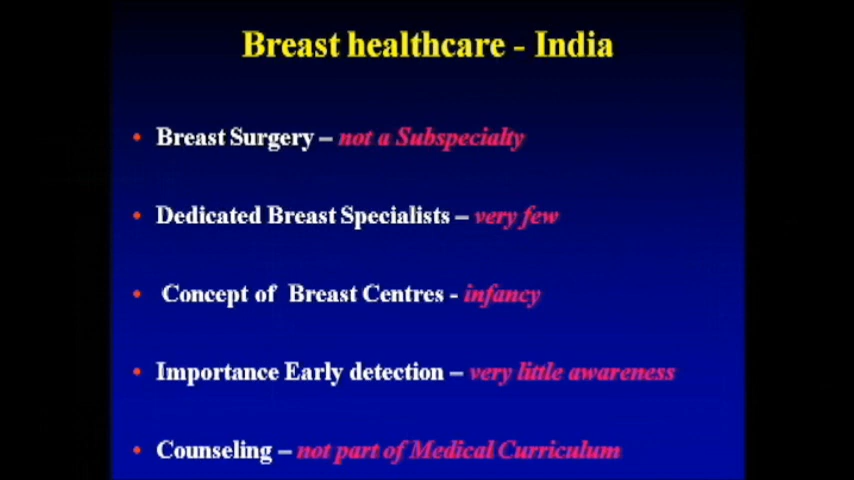 Breast healthcare - India
• Breast Surgery – not a Subspecialty
• Dedicated Breast Specialists – very few
• Concept of Breast Centres - infancy
• Importance Early detection – very little awareness
• Counseling – not part of Medical Curriculum